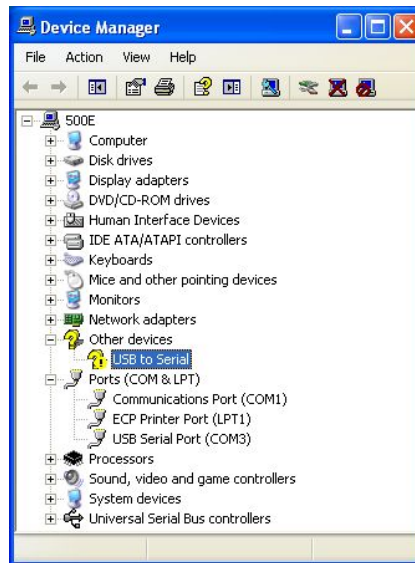 Device Manager
File Action View Help
500E
Computer
Disk drives
Display adapters
DVD/CD-ROM drives
Human Interface Devices
IDE ATA/ATAPI controllers
Keyboards
Mice and other pointing devices
Monitors
Network adapters
Other devices
USB to Serial
Ports (COM & LPT)
Communications Port (COM1)
ECP Printer Port (LPT1)
USB Serial Port (COM3)
Processors
Sound, video and game controllers
System devices
Universal Serial Bus controllers